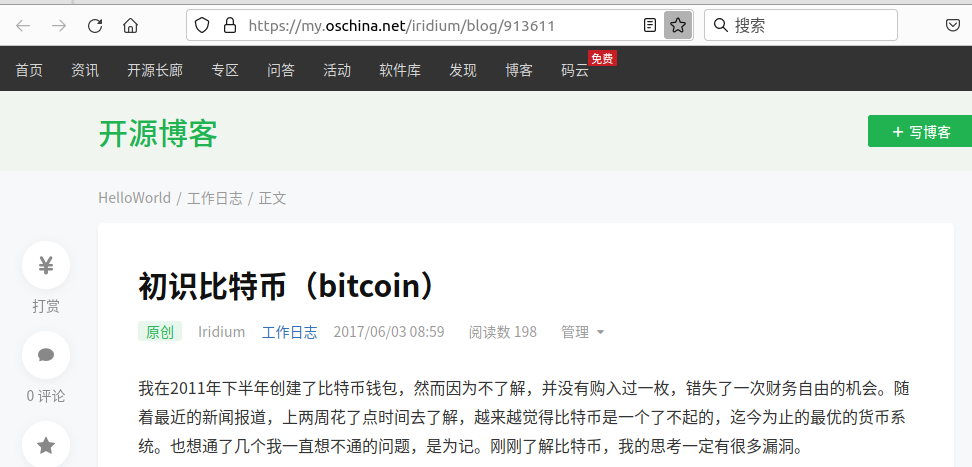 https://my.oschina.net/iridium/blog/913611
搜索
首页 资讯 开源长廊 专区 问答 活动 软件库 发现 博客 码云 免费
开源博客
+ 写博客
HelloWorld / 工作日志 / 正文
¥
打赏
初识比特币（bitcoin）
原创 Iridium 工作日志 2017/06/03 08:59 阅读数 198 管理
0 评论
我在2011年下半年创建了比特币钱包，然而因为不了解，并没有购入过一枚，错失了一次财务自由的机会。随
着最近的新闻报道，上两周花了点时间去了解，越来越觉得比特币是一个了不起的，迄今为止的最优的货币系
统。也想通了几个我一直想不通的问题，是为记。刚刚了解比特币，我的思考一定有很多漏洞。